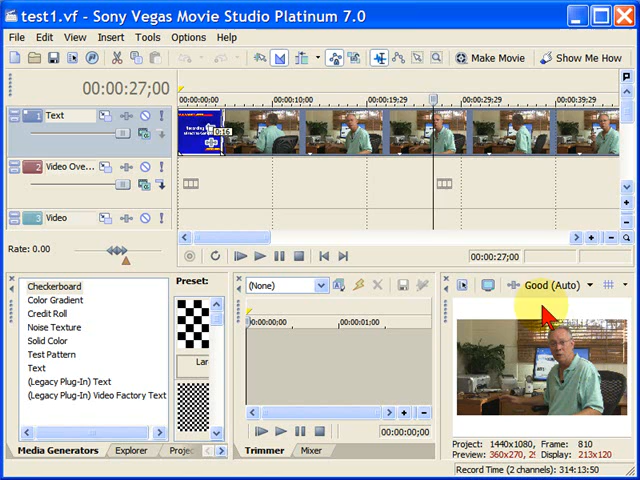 test1.vf - Sony Vegas Movie Studio Platinum 7.0
File Edit View Insert Tools Options Help
Make Movie Show Me How
00:00:27;00
00:00:00;00 00:00:10;00 00:00:19;29 00:00:29;29 00:00:39;29
1 Text
2 Video Ove...
3 Video
Rate: 0.00
00:00:27;00
Checkerboard
Color Gradient
Credit Roll
Noise Texture
Solid Color
Test Pattern
Text
(Legacy Plug-In) Text
(Legacy Plug-In) Video Factory Text
Media Generators Explorer Projec
Preset:
Lar
(None)
00:00:00;00 00:00:01;00
00:00:00;00
Trimmer Mixer
Good (Auto)
Project: 1440x1080, Frame: 810
Preview: 360x270, 25 Display: 213x120
Record Time (2 channels): 314:13:50